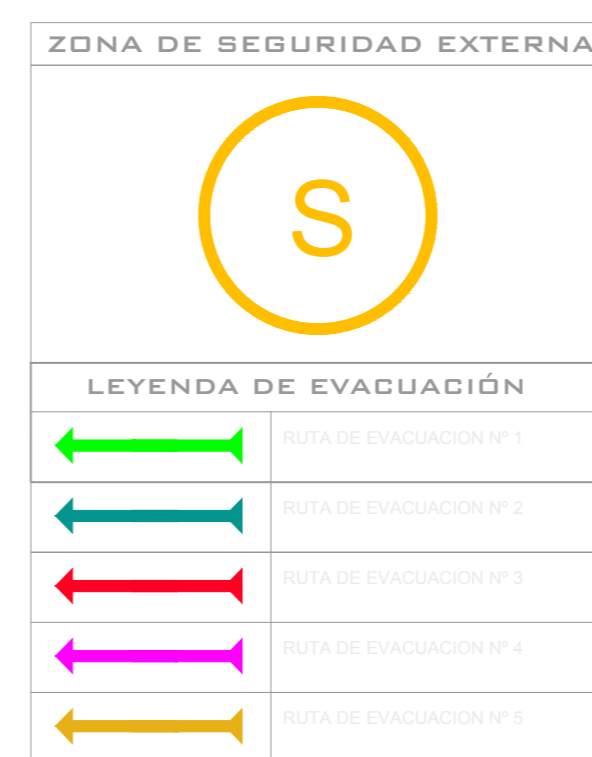 ZONA DE SEGURIDAD EXTERNA
S
LEYENDA DE EVACUACIÓN
RUTA DE EVACUACION Nº 1
RUTA DE EVACUACION Nº 2
RUTA DE EVACUACION Nº 3
RUTA DE EVACUACION Nº 4
RUTA DE EVACUACION Nº 5